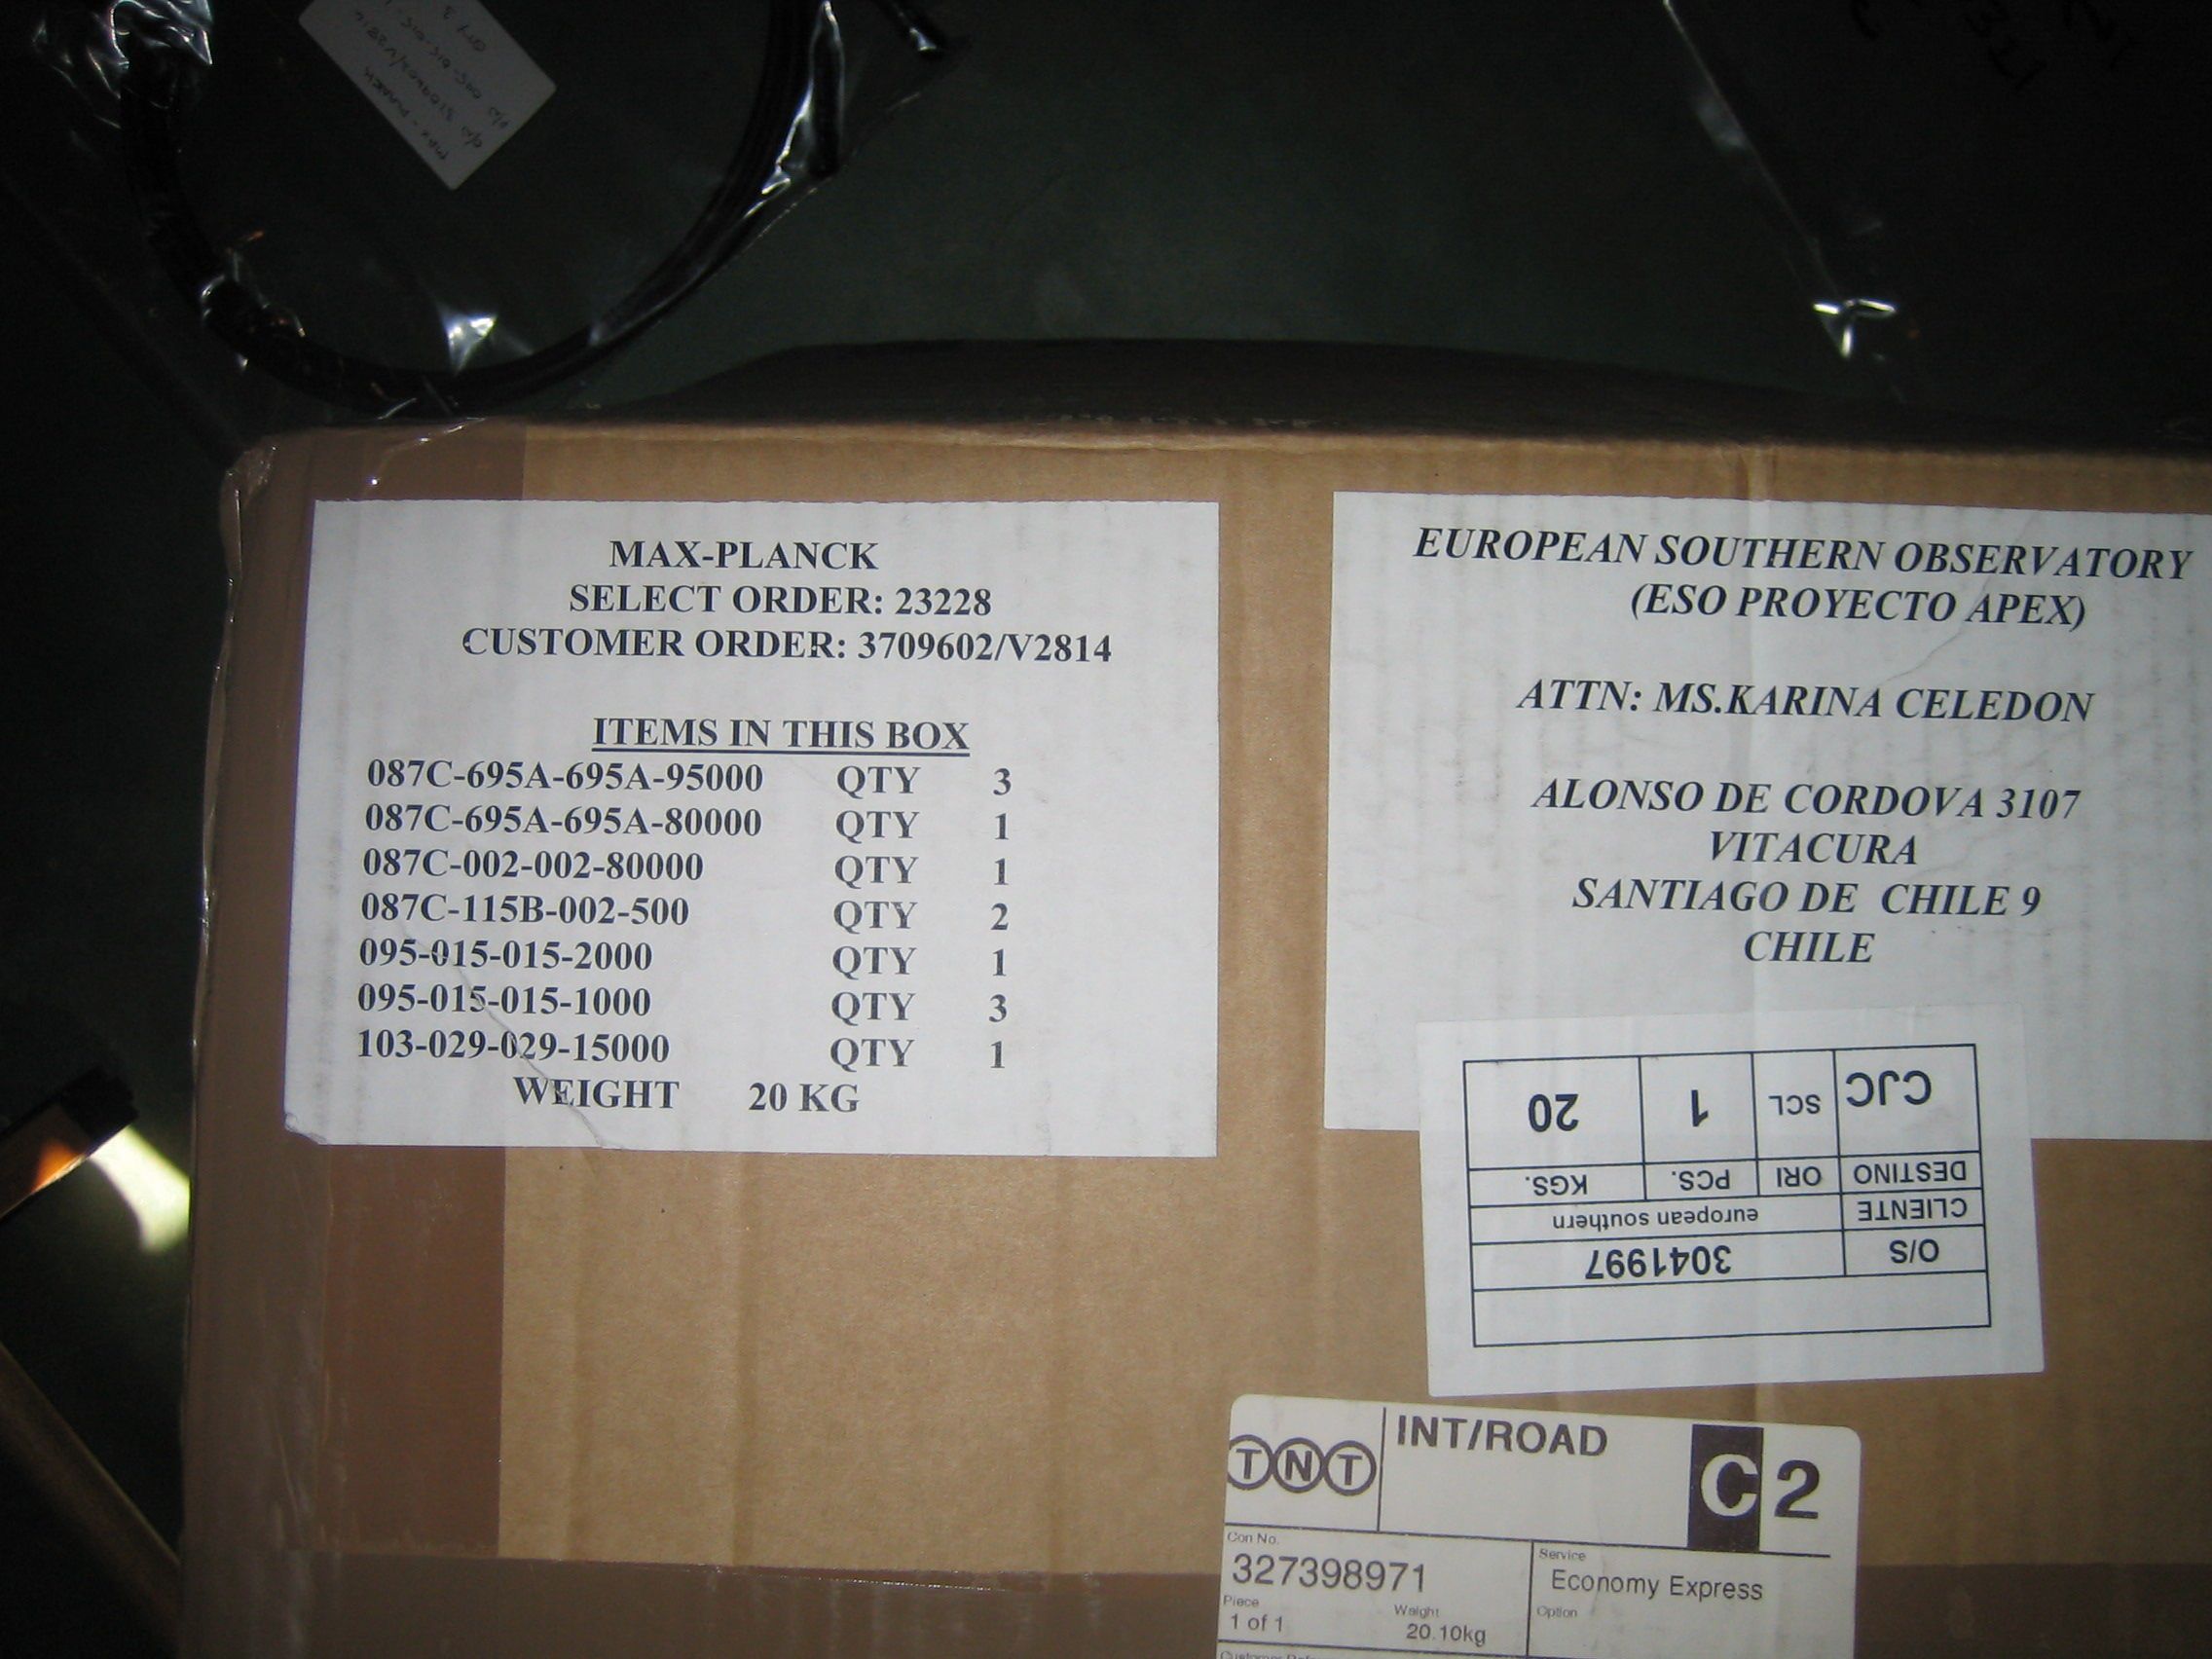 MAX-PLANCK
SELECT ORDER: 23228
CUSTOMER ORDER: 3709602/V2814
ITEMS IN THIS BOX
087C-695A-695A-95000 QTY 3
087C-695A-695A-80000 QTY 1
087C-002-002-80000 QTY 1
087C-115B-002-500 QTY 2
095-015-015-2000 QTY 1
095-015-015-1000 QTY 3
103-029-029-15000 QTY 1
WEIGHT 20 KG
EUROPEAN SOUTHERN OBSERVATORY
(ESO PROYECTO APEX)
ATTN: MS.KARINA CELEDON
ALONSO DE CORDOVA 3107
VITACURA
SANTIAGO DE CHILE 9
CHILE
O/S 3041997
CLIENTE european southern
DESTINO ORI PCS. KGS.
CJC SCL 1 20
TNT INT/ROAD C2
Con No.
327398971
Piece
1 of 1
Weight
20.10kg
Service
Economy Express
Option
Customer